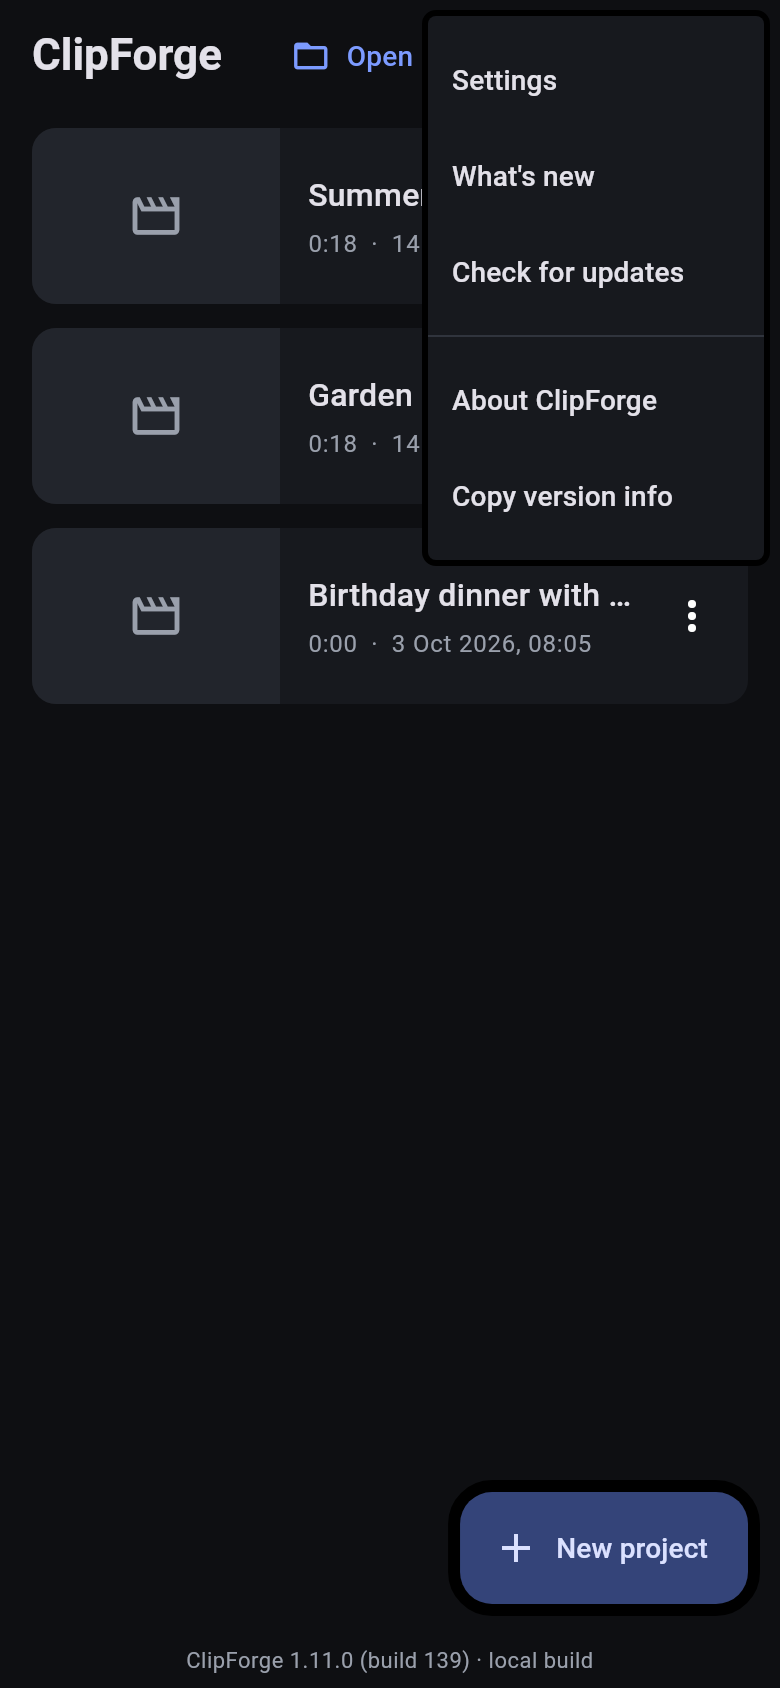 ClipForge
Open
Settings
What's new
Check for updates
About ClipForge
Copy version info
Summer
0:18 · 14
Garden
0:18 · 14
Birthday dinner with …
0:00 · 3 Oct 2026, 08:05
New project
ClipForge 1.11.0 (build 139) · local build